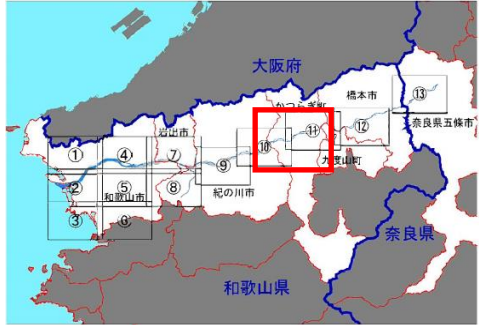 大阪府
橋本市
⑬
かつらぎ町
奈良県五條市
岩出市
⑪
⑫
⑩
①
④
⑦
⑨
九度山町
②
⑤
⑧
和歌山市
紀の川市
③
⑥
奈良県
和歌山県